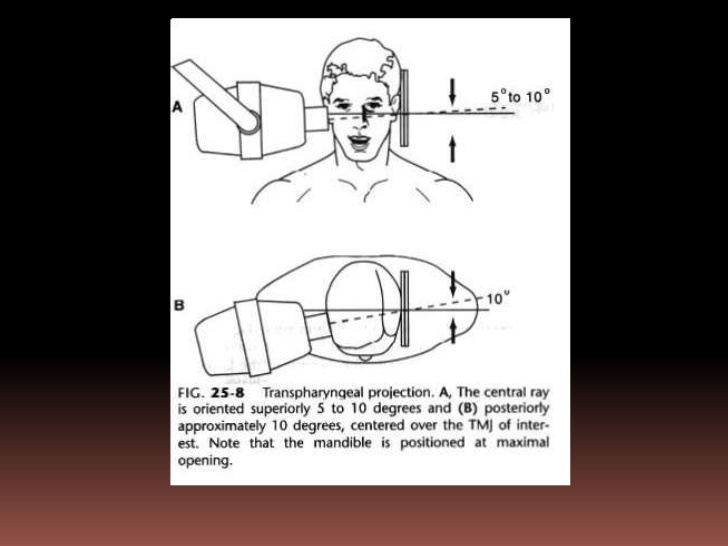 A
5°to 10°
B
10°
FIG. 25-8 Transpharyngeal projection. A, The central ray
is oriented superiorly 5 to 10 degrees and (B) posteriorly
approximately 10 degrees, centered over the TMJ of inter-
est. Note that the mandible is positioned at maximal
opening.